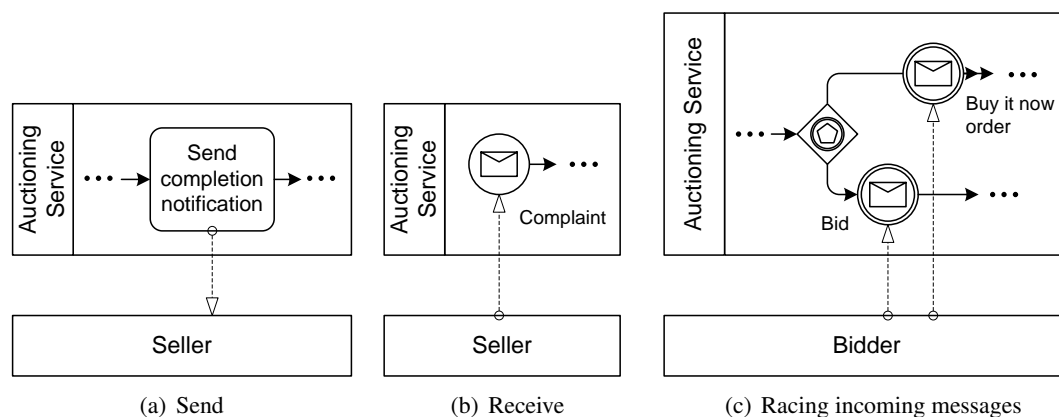 Auctioning
Service
Send
completion
notification
Seller
(a) Send
Auctioning
Service
Complaint
Seller
(b) Receive
Auctioning Service
Buy it now
order
Bid
Bidder
(c) Racing incoming messages